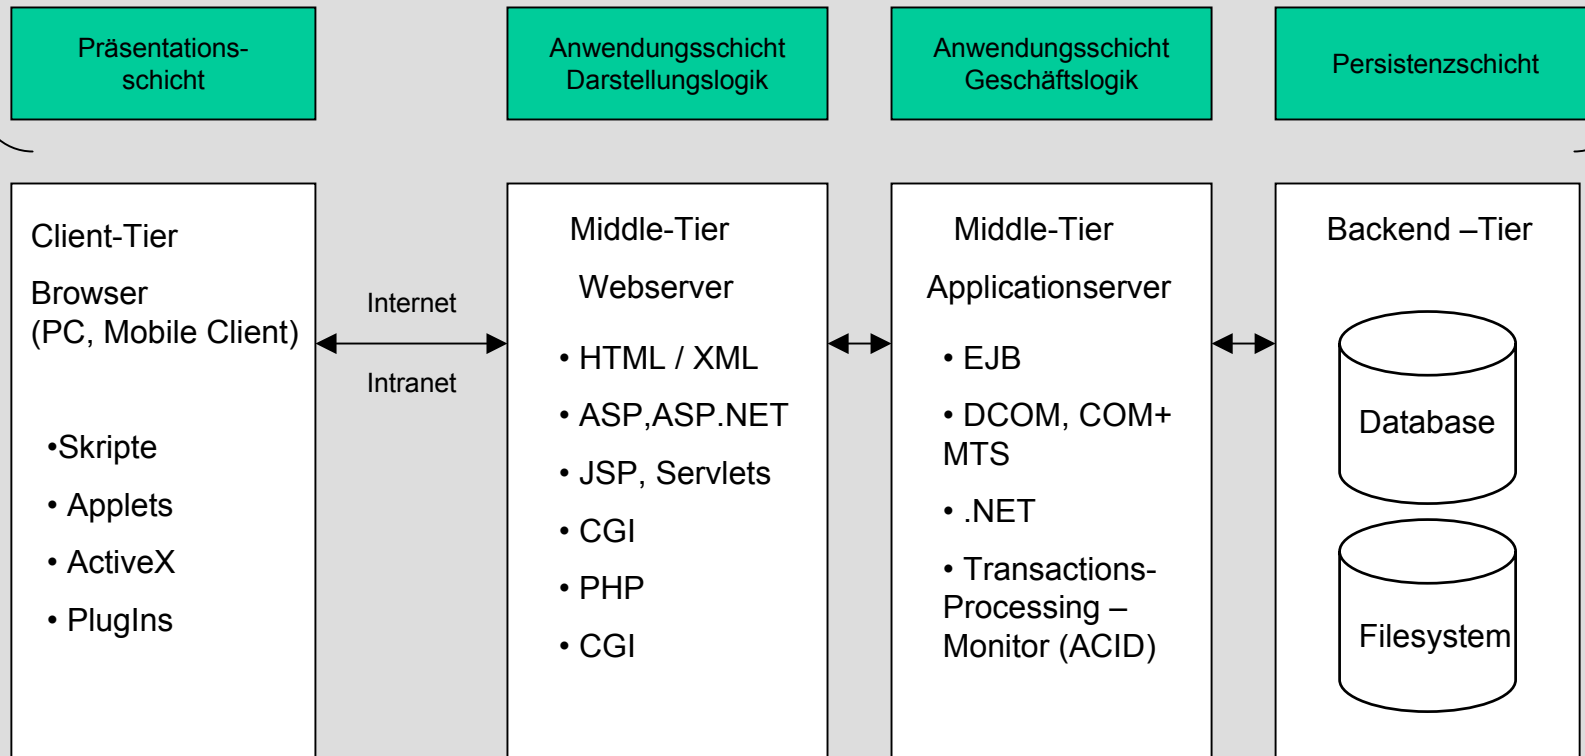 Präsentations-
schicht
Anwendungsschicht
Darstellungslogik
Anwendungsschicht
Geschäftslogik
Persistenzschicht
Client-Tier
Browser
(PC, Mobile Client)
•Skripte
• Applets
• ActiveX
• PlugIns
Internet
Intranet
Middle-Tier
Webserver
• HTML / XML
• ASP,ASP.NET
• JSP, Servlets
• CGI
• PHP
• CGI
Middle-Tier
Applicationserver
• EJB
• DCOM, COM+
MTS
• .NET
• Transactions-
Processing –
Monitor (ACID)
Backend –Tier
Database
Filesystem